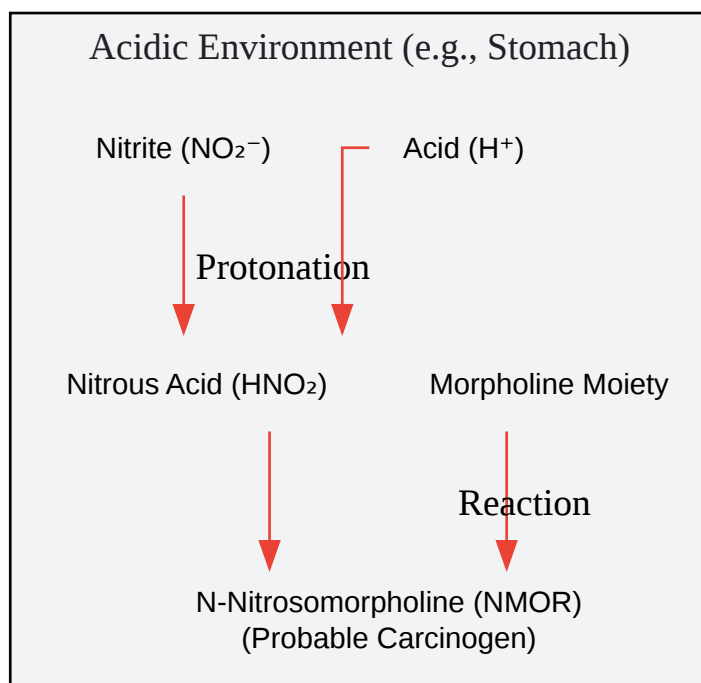 Acidic Environment (e.g., Stomach)
Nitrite (NO₂⁻)
Acid (H⁺)
Protonation
Nitrous Acid (HNO₂)
Morpholine Moiety
Reaction
N-Nitrosomorpholine (NMOR)
(Probable Carcinogen)